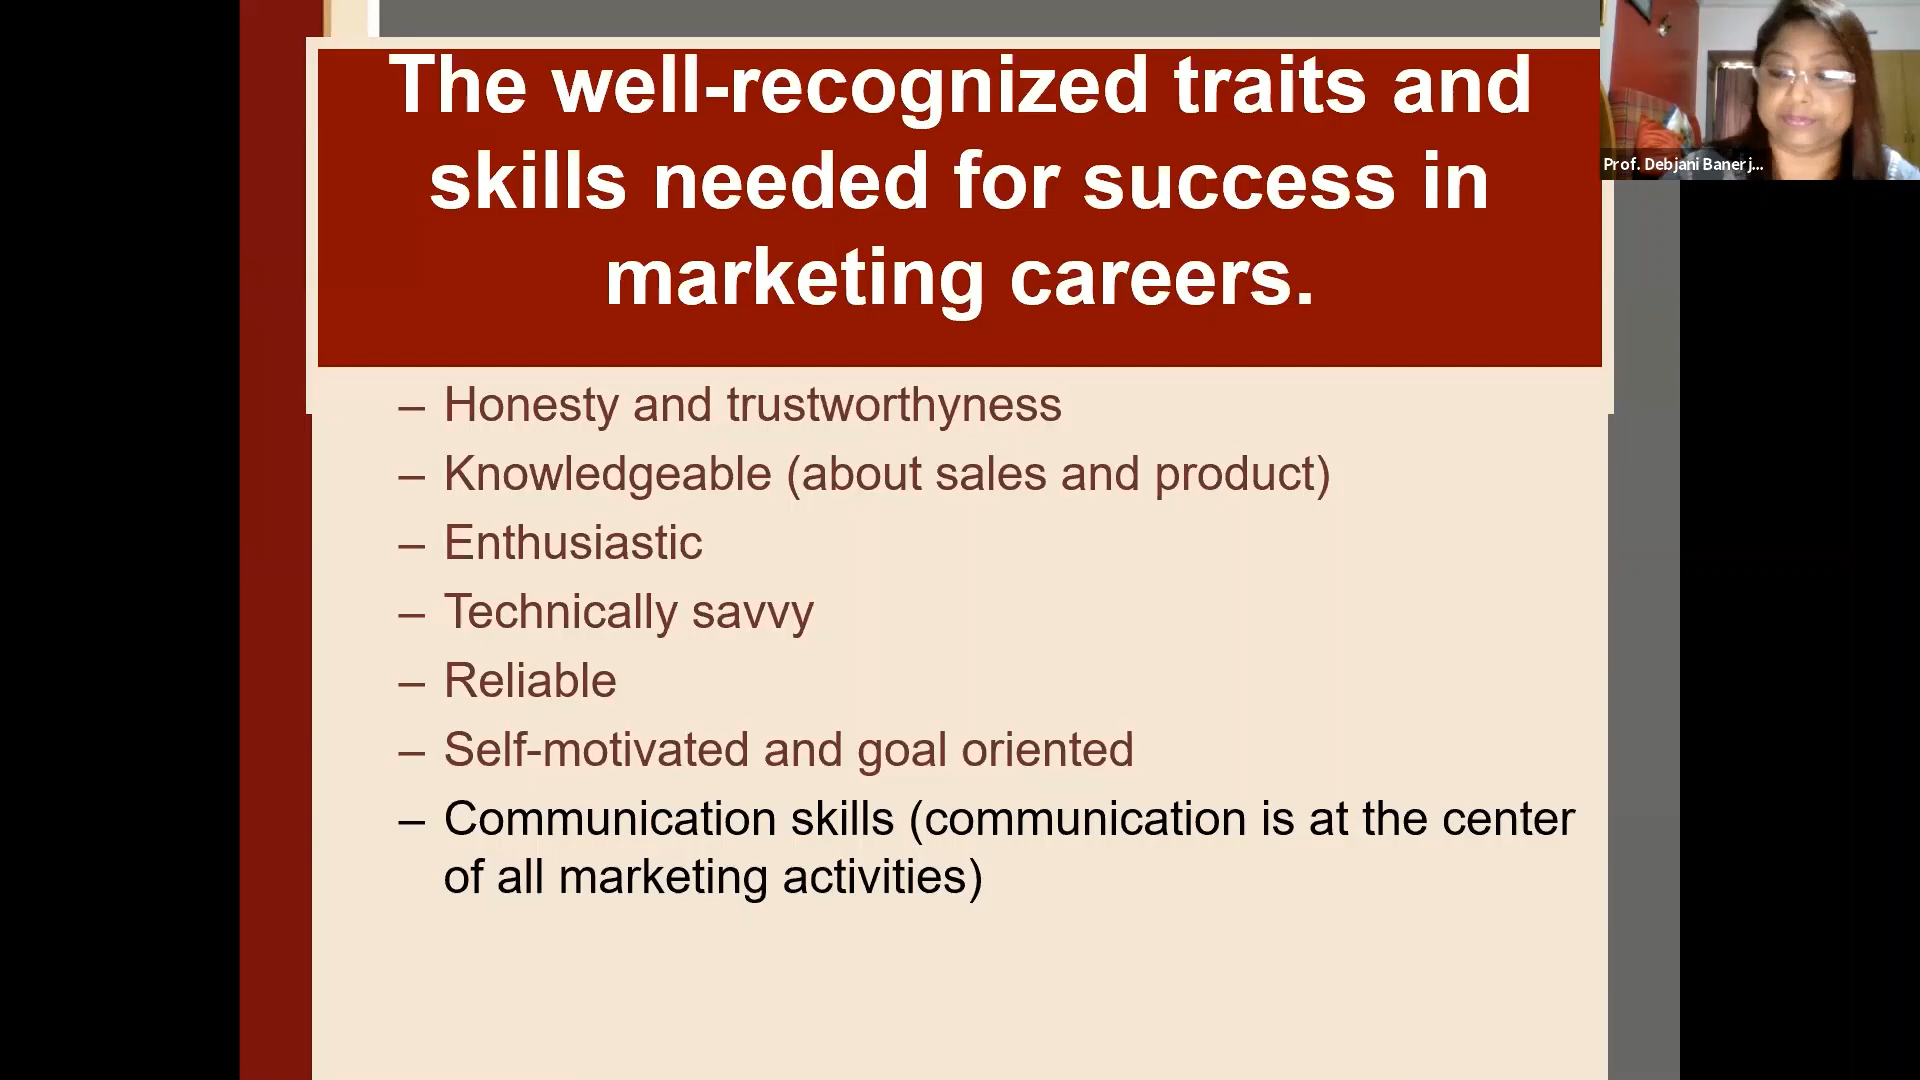 The well-recognized traits and
skills needed for success in
marketing careers.
Prof. Debjani Banerj...
– Honesty and trustworthyness
– Knowledgeable (about sales and product)
– Enthusiastic
– Technically savvy
– Reliable
– Self-motivated and goal oriented
– Communication skills (communication is at the center
of all marketing activities)